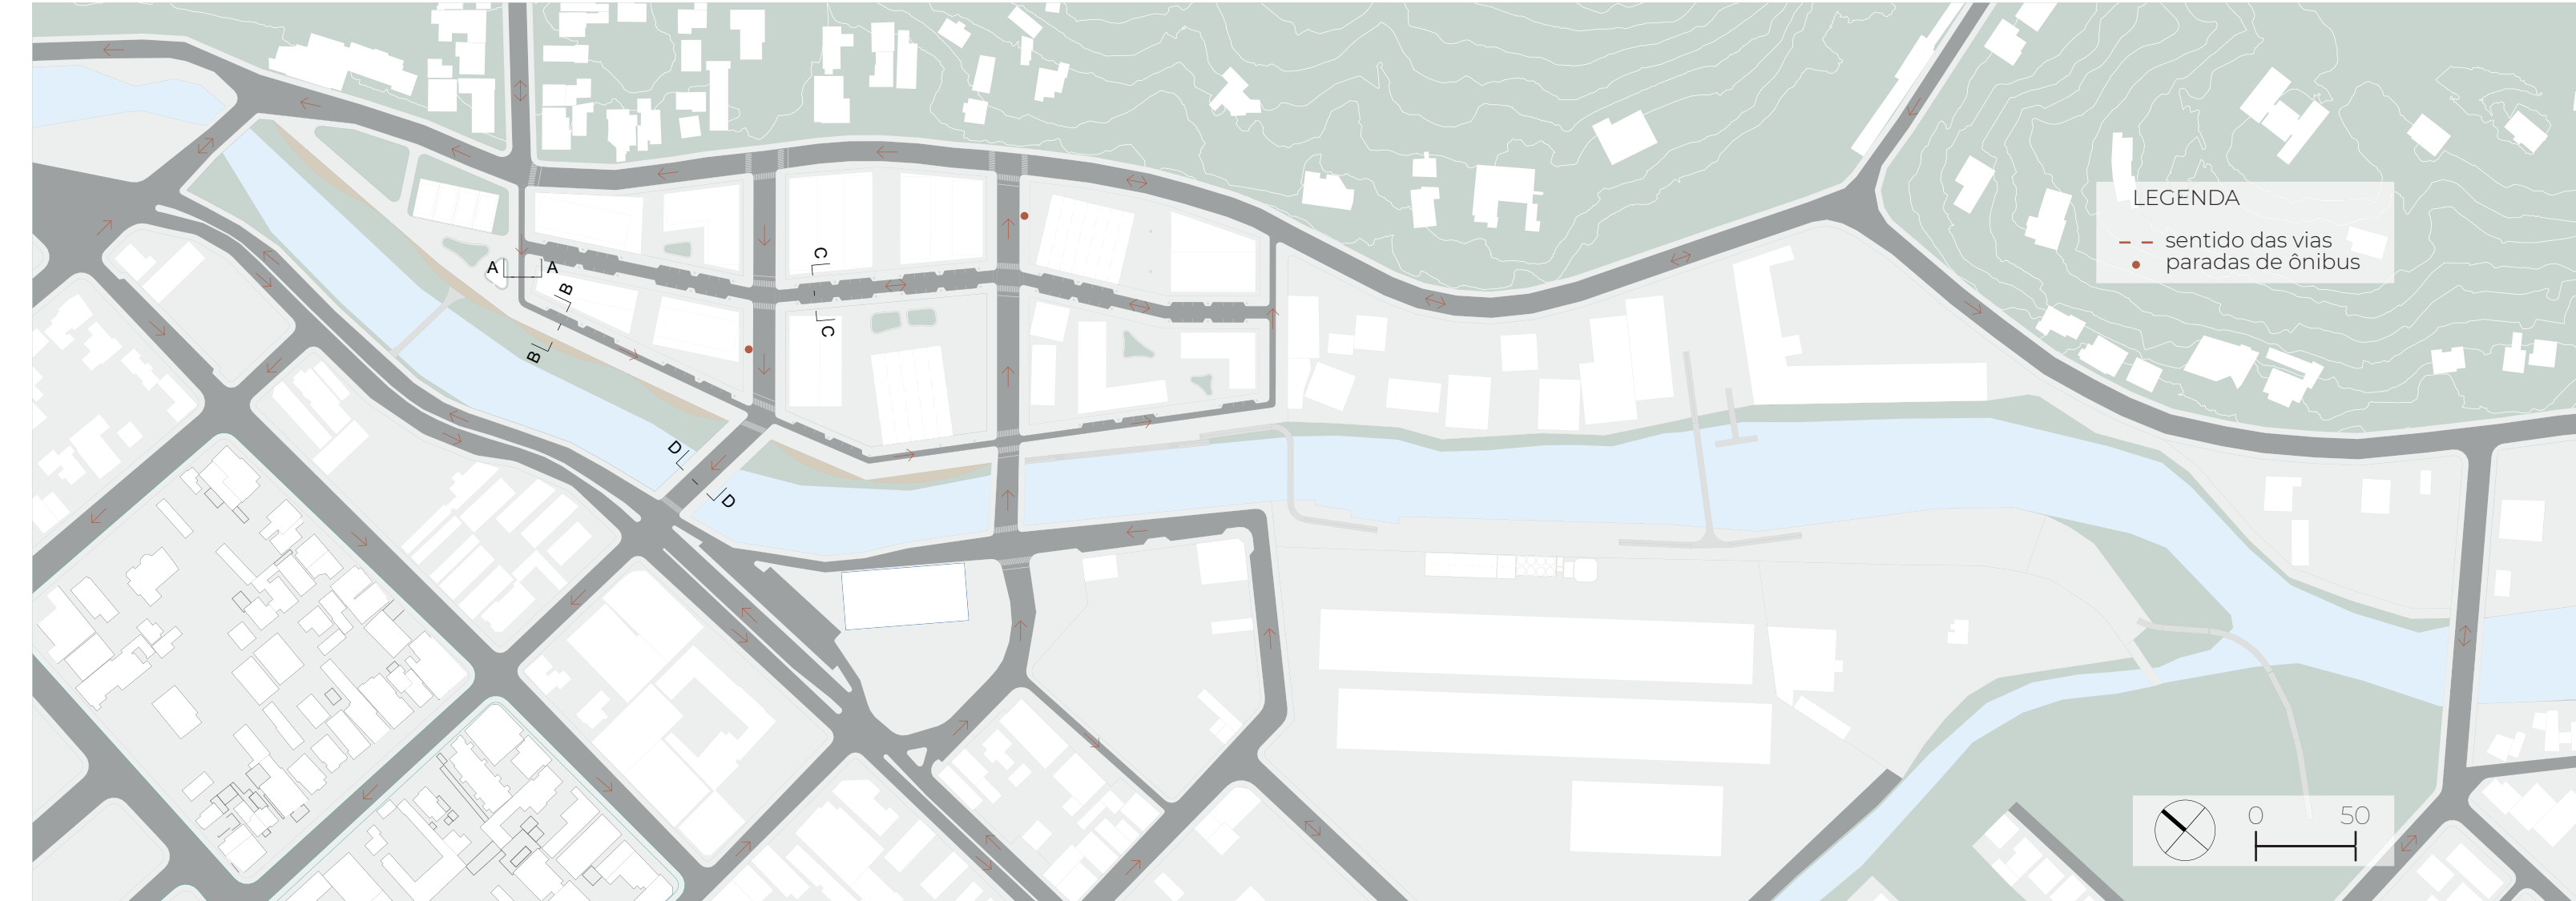 C
A A
B
C
B
D
D
LEGENDA
sentido das vias
paradas de ônibus
0 50